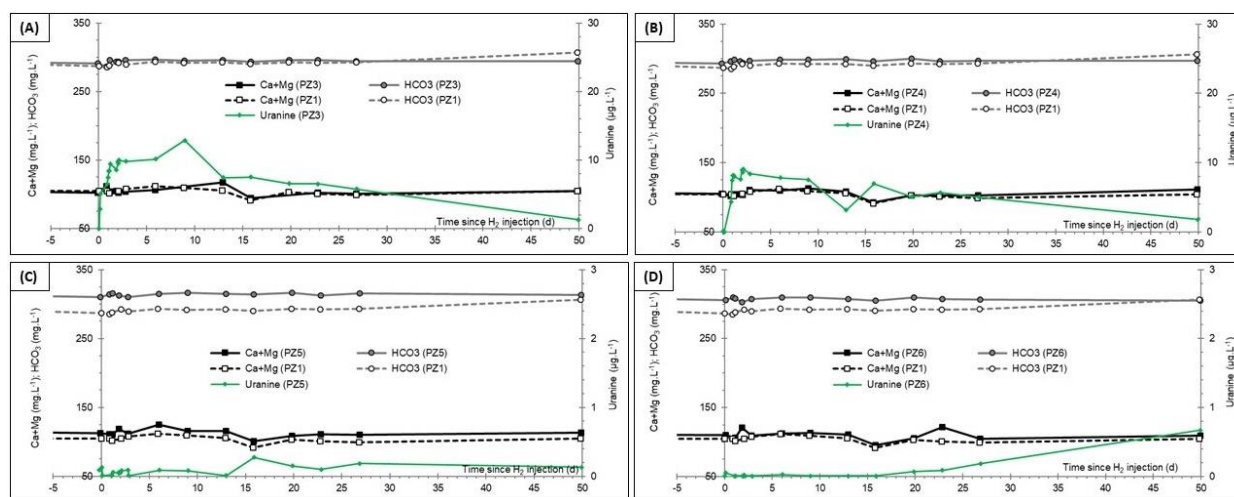 (A)
350
250
150
50
Ca+Mg (mg.L-1); HCO3 (mg.L-1)
30
20
10
0
Uranine (µg.L-1)
Ca+Mg (PZ3) HCO3 (PZ3)
Ca+Mg (PZ1) HCO3 (PZ1)
Uranine (PZ3)
Time since H2 injection (d)
-5 0 5 10 15 20 25 30 35 40 45 50
(B)
350
250
150
50
Ca+Mg (mg.L-1); HCO3 (mg.L-1)
30
20
10
0
Uranine (µg.L-1)
Ca+Mg (PZ4) HCO3 (PZ4)
Ca+Mg (PZ1) HCO3 (PZ1)
Uranine (PZ4)
Time since H2 injection (d)
-5 0 5 10 15 20 25 30 35 40 45 50
(C)
350
250
150
50
Ca+Mg (mg.L-1); HCO3 (mg.L-1)
3
2
1
0
Uranine (µg.L-1)
Ca+Mg (PZ5) HCO3 (PZ5)
Ca+Mg (PZ1) HCO3 (PZ1)
Uranine (PZ5)
Time since H2 injection (d)
-5 0 5 10 15 20 25 30 35 40 45 50
(D)
350
250
150
50
Ca+Mg (mg.L-1); HCO3 (mg.L-1)
3
2
1
0
Uranine (µg.L-1)
Ca+Mg (PZ6) HCO3 (PZ6)
Ca+Mg (PZ1) HCO3 (PZ1)
Uranine (PZ6)
Time since H2 injection (d)
-5 0 5 10 15 20 25 30 35 40 45 50